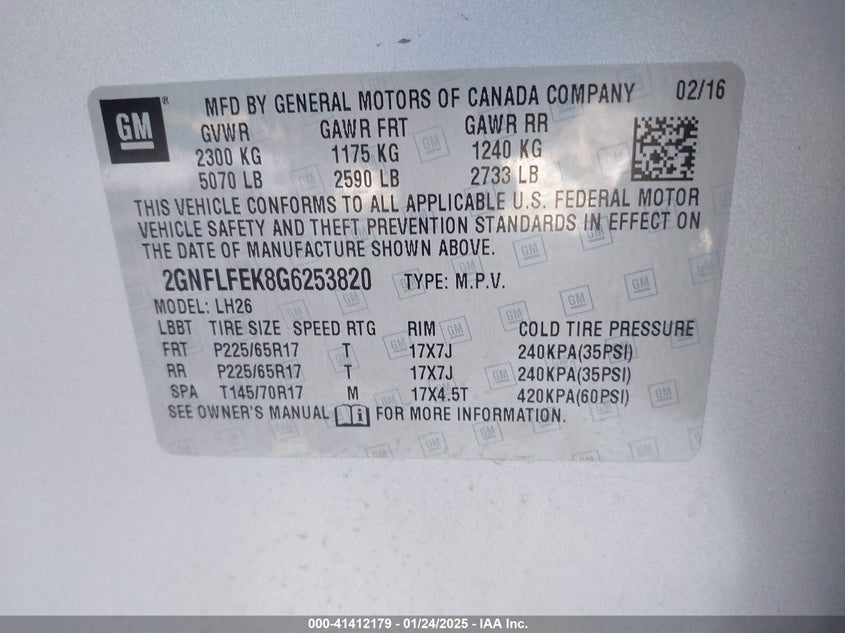 GM ®
MFD BY GENERAL MOTORS OF CANADA COMPANY 02/16
GVWR GAWR FRT GAWR RR
2300 KG 1175 KG 1240 KG
5070 LB 2590 LB 2733 LB
THIS VEHICLE CONFORMS TO ALL APPLICABLE U.S. FEDERAL MOTOR
VEHICLE SAFETY AND THEFT PREVENTION STANDARDS IN EFFECT ON
THE DATE OF MANUFACTURE SHOWN ABOVE.
2GNFLFEK8G6253820 TYPE: M.P.V.
MODEL: LH26
LBBT TIRE SIZE SPEED RTG RIM COLD TIRE PRESSURE
FRT P225/65R17 T 17X7J 240KPA(35PSI)
RR P225/65R17 T 17X7J 240KPA(35PSI)
SPA T145/70R17 M 17X4.5T 420KPA(60PSI)
SEE OWNER'S MANUAL FOR MORE INFORMATION.
000-41412179 - 01/24/2025 - IAA Inc.